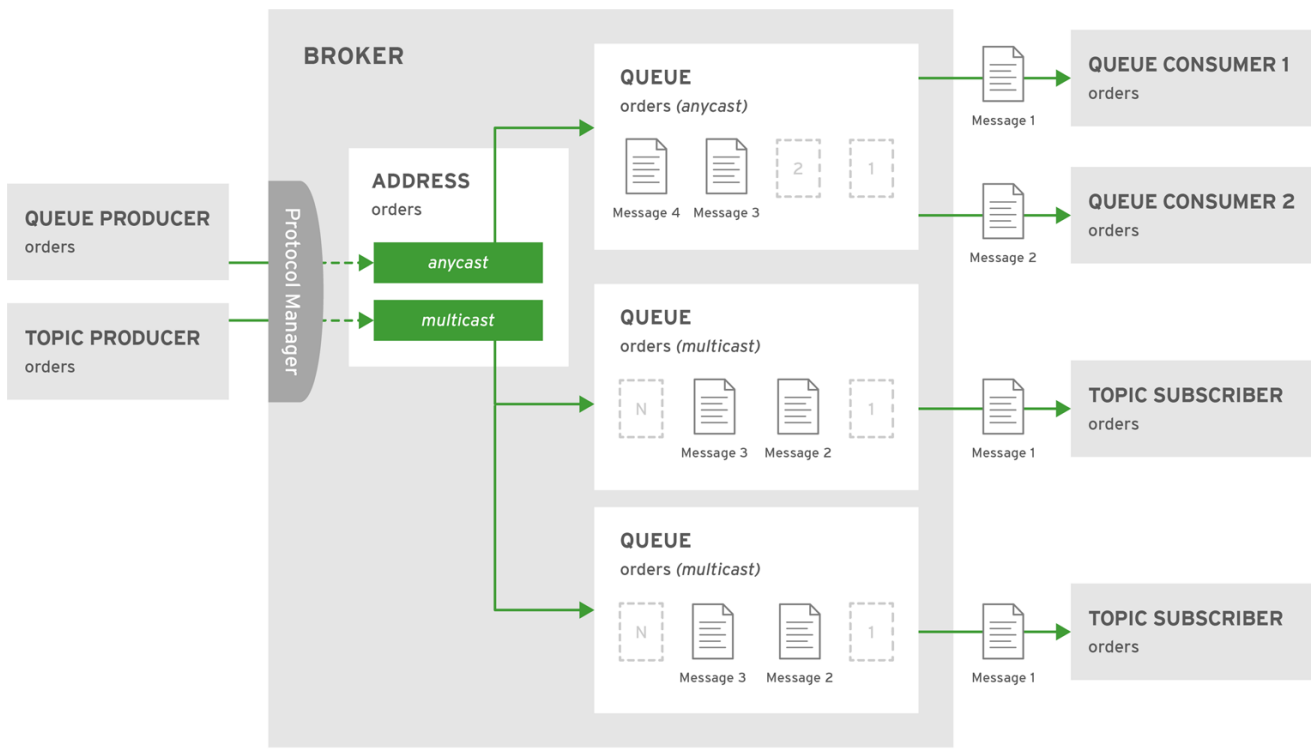 BROKER
QUEUE PRODUCER
orders
TOPIC PRODUCER
orders
Protocol Manager
ADDRESS
orders
anycast
multicast
QUEUE
orders (anycast)
2
1
Message 4
Message 3
QUEUE
orders (multicast)
N
1
Message 3
Message 2
QUEUE
orders (multicast)
N
1
Message 3
Message 2
Message 1
QUEUE CONSUMER 1
orders
Message 2
QUEUE CONSUMER 2
orders
Message 1
TOPIC SUBSCRIBER
orders
Message 1
TOPIC SUBSCRIBER
orders